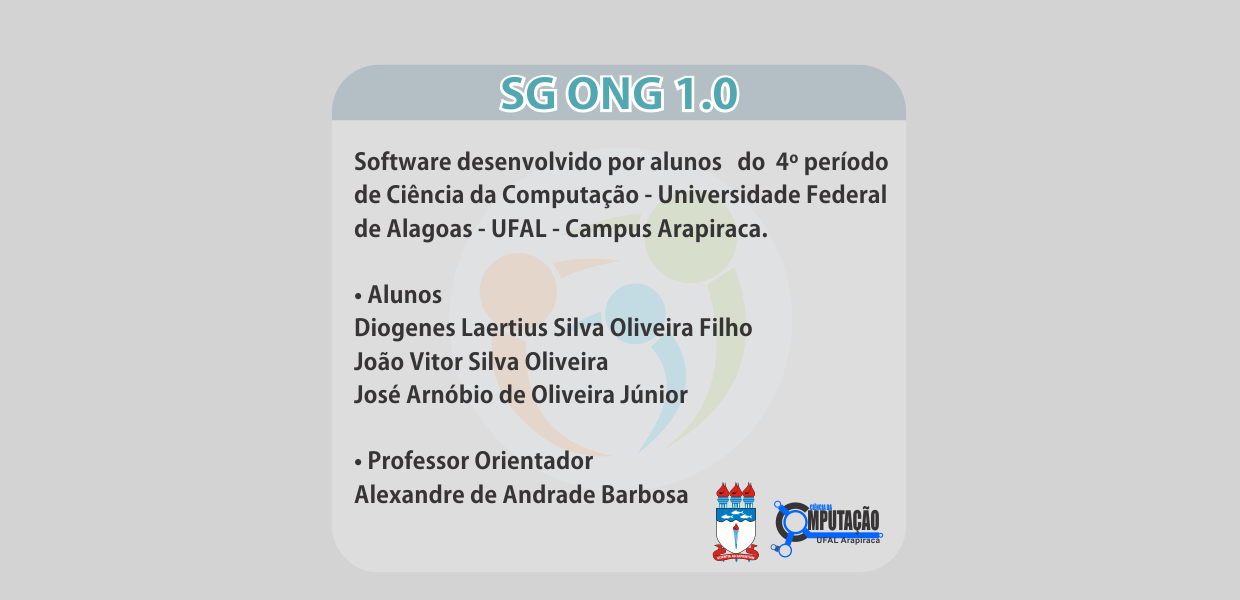 SG ONG 1.0
Software desenvolvido por alunos do 4º período
de Ciência da Computação - Universidade Federal
de Alagoas - UFAL - Campus Arapiraca.
• Alunos
Diogenes Laertius Silva Oliveira Filho
João Vitor Silva Oliveira
José Arnóbio de Oliveira Júnior
• Professor Orientador
Alexandre de Andrade Barbosa
CIÊNCIA DA
COMPUTAÇÃO
UFAL Arapiraca